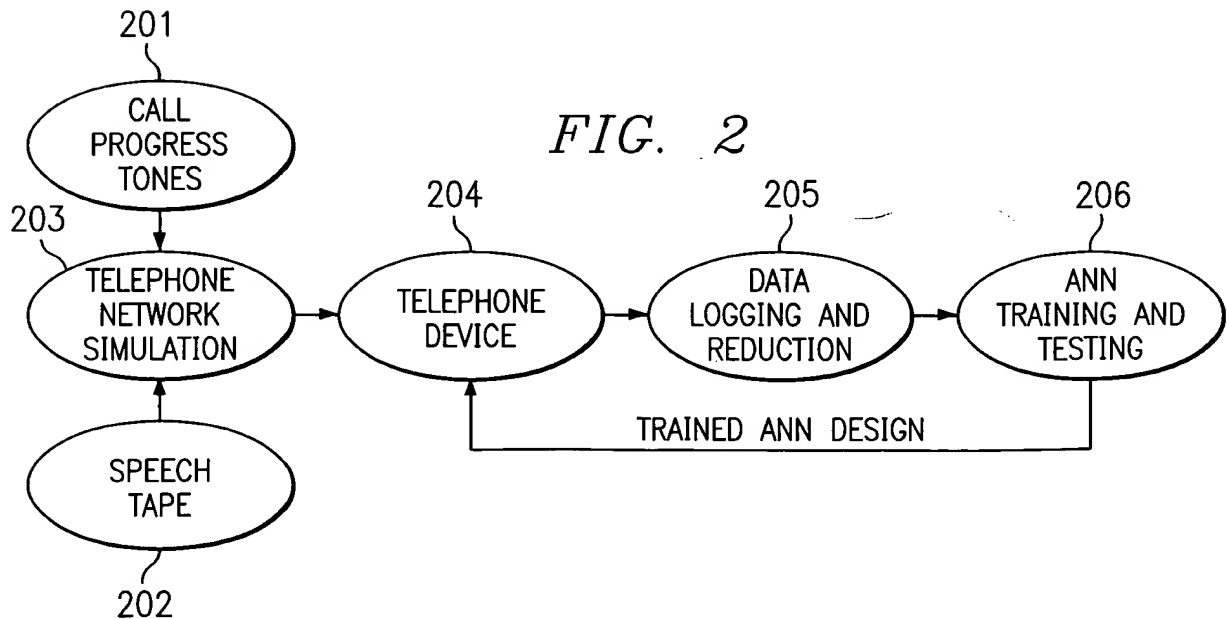 201
CALL
PROGRESS
TONES
FIG. 2
203
TELEPHONE
NETWORK
SIMULATION
204
TELEPHONE
DEVICE
205
DATA
LOGGING AND
REDUCTION
206
ANN
TRAINING AND
TESTING
TRAINED ANN DESIGN
SPEECH
TAPE
202